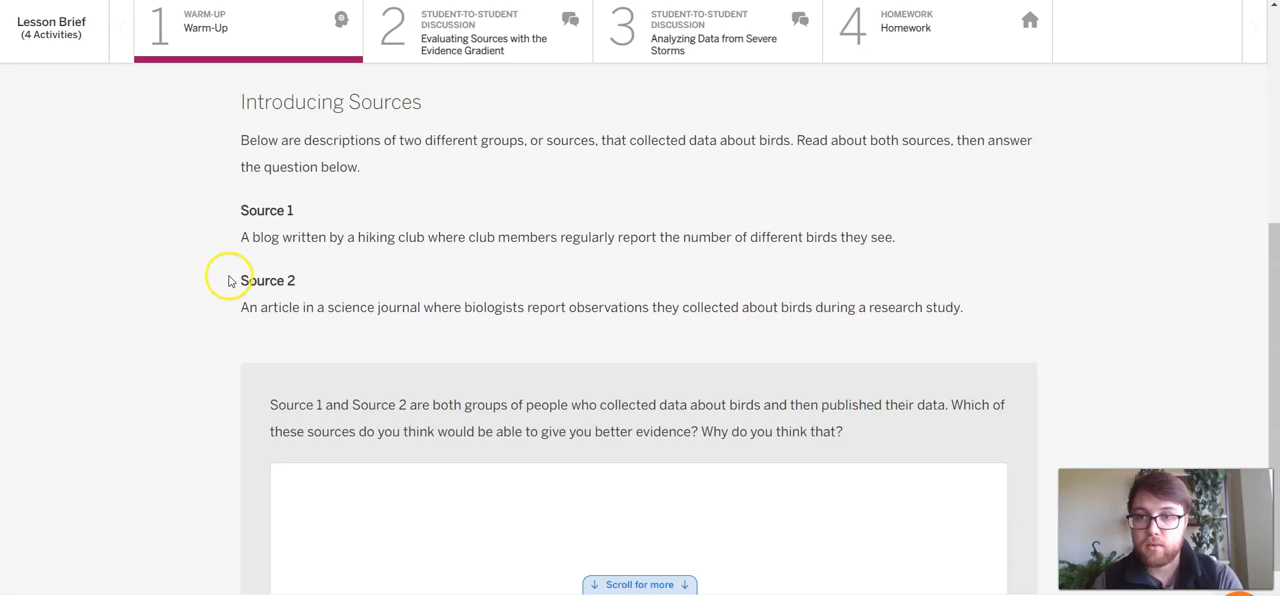 Lesson Brief
(4 Activities)
1
WARM-UP
Warm-Up
2
STUDENT-TO-STUDENT
DISCUSSION
Evaluating Sources with the
Evidence Gradient
3
STUDENT-TO-STUDENT
DISCUSSION
Analyzing Data from Severe
Storms
4
HOMEWORK
Homework
Introducing Sources
Below are descriptions of two different groups, or sources, that collected data about birds. Read about both sources, then answer
the question below.
Source 1
A blog written by a hiking club where club members regularly report the number of different birds they see.
Source 2
An article in a science journal where biologists report observations they collected about birds during a research study.
Source 1 and Source 2 are both groups of people who collected data about birds and then published their data. Which of
these sources do you think would be able to give you better evidence? Why do you think that?
Scroll for more